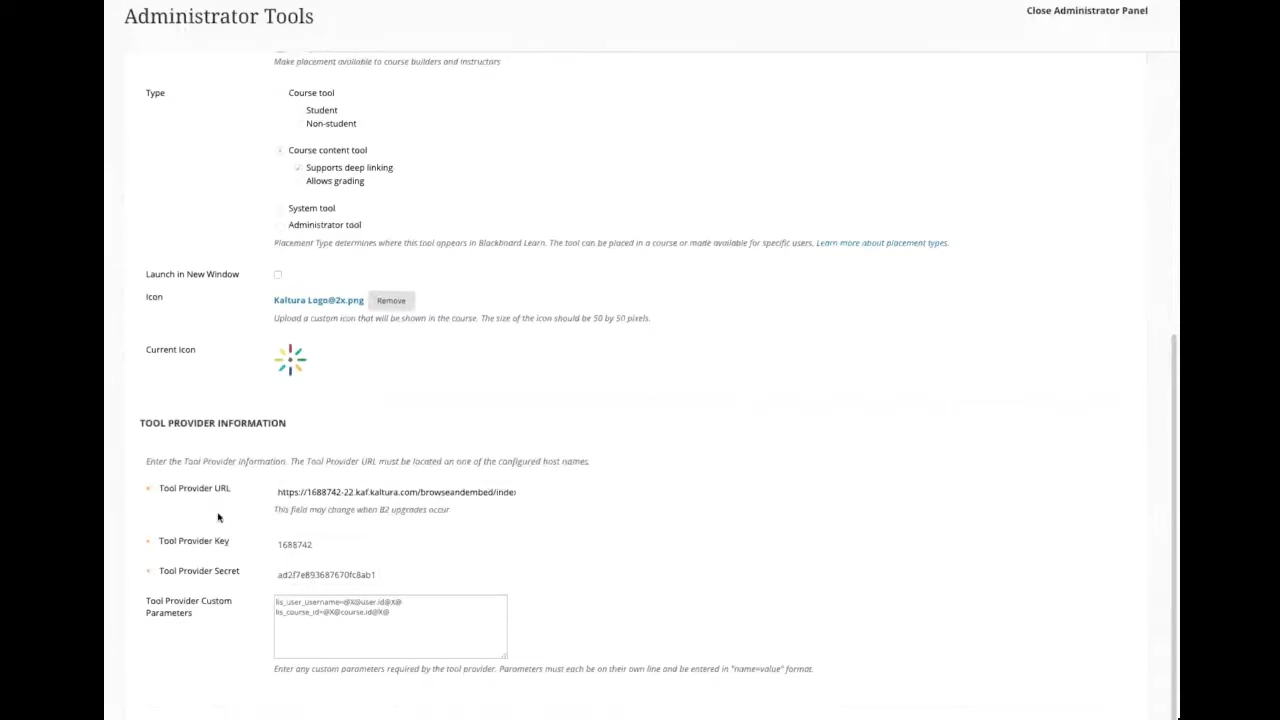 Administrator Tools
Close Administrator Panel
Make placement available to course builders and instructors
Type
Course tool
Student
Non-student
Course content tool
Supports deep linking
Allows grading
System tool
Administrator tool
Placement Type determines where this tool appears in Blackboard Learn. The tool can be placed in a course or made available for specific users. Learn more about placement types.
Launch in New Window
Icon
Kaltura Logo@2x.png
Remove
Upload a custom icon that will be shown in the course. The size of the icon should be 50 by 50 pixels.
Current Icon
TOOL PROVIDER INFORMATION
Enter the Tool Provider information. The Tool Provider URL must be located on one of the configured host names.
Tool Provider URL
https://1688742-22.kaf.kaltura.com/browseandembed/index
This field may change when B2 upgrades occur
Tool Provider Key
1688742
Tool Provider Secret
ad2f7e893687670fc8ab1
Tool Provider Custom
Parameters
lis_user_username=@X@user.id@X@
lis_course_id=@X@course.id@X@
Enter any custom parameters required by the tool provider. Parameters must each be on their own line and be entered in "name=value" format.